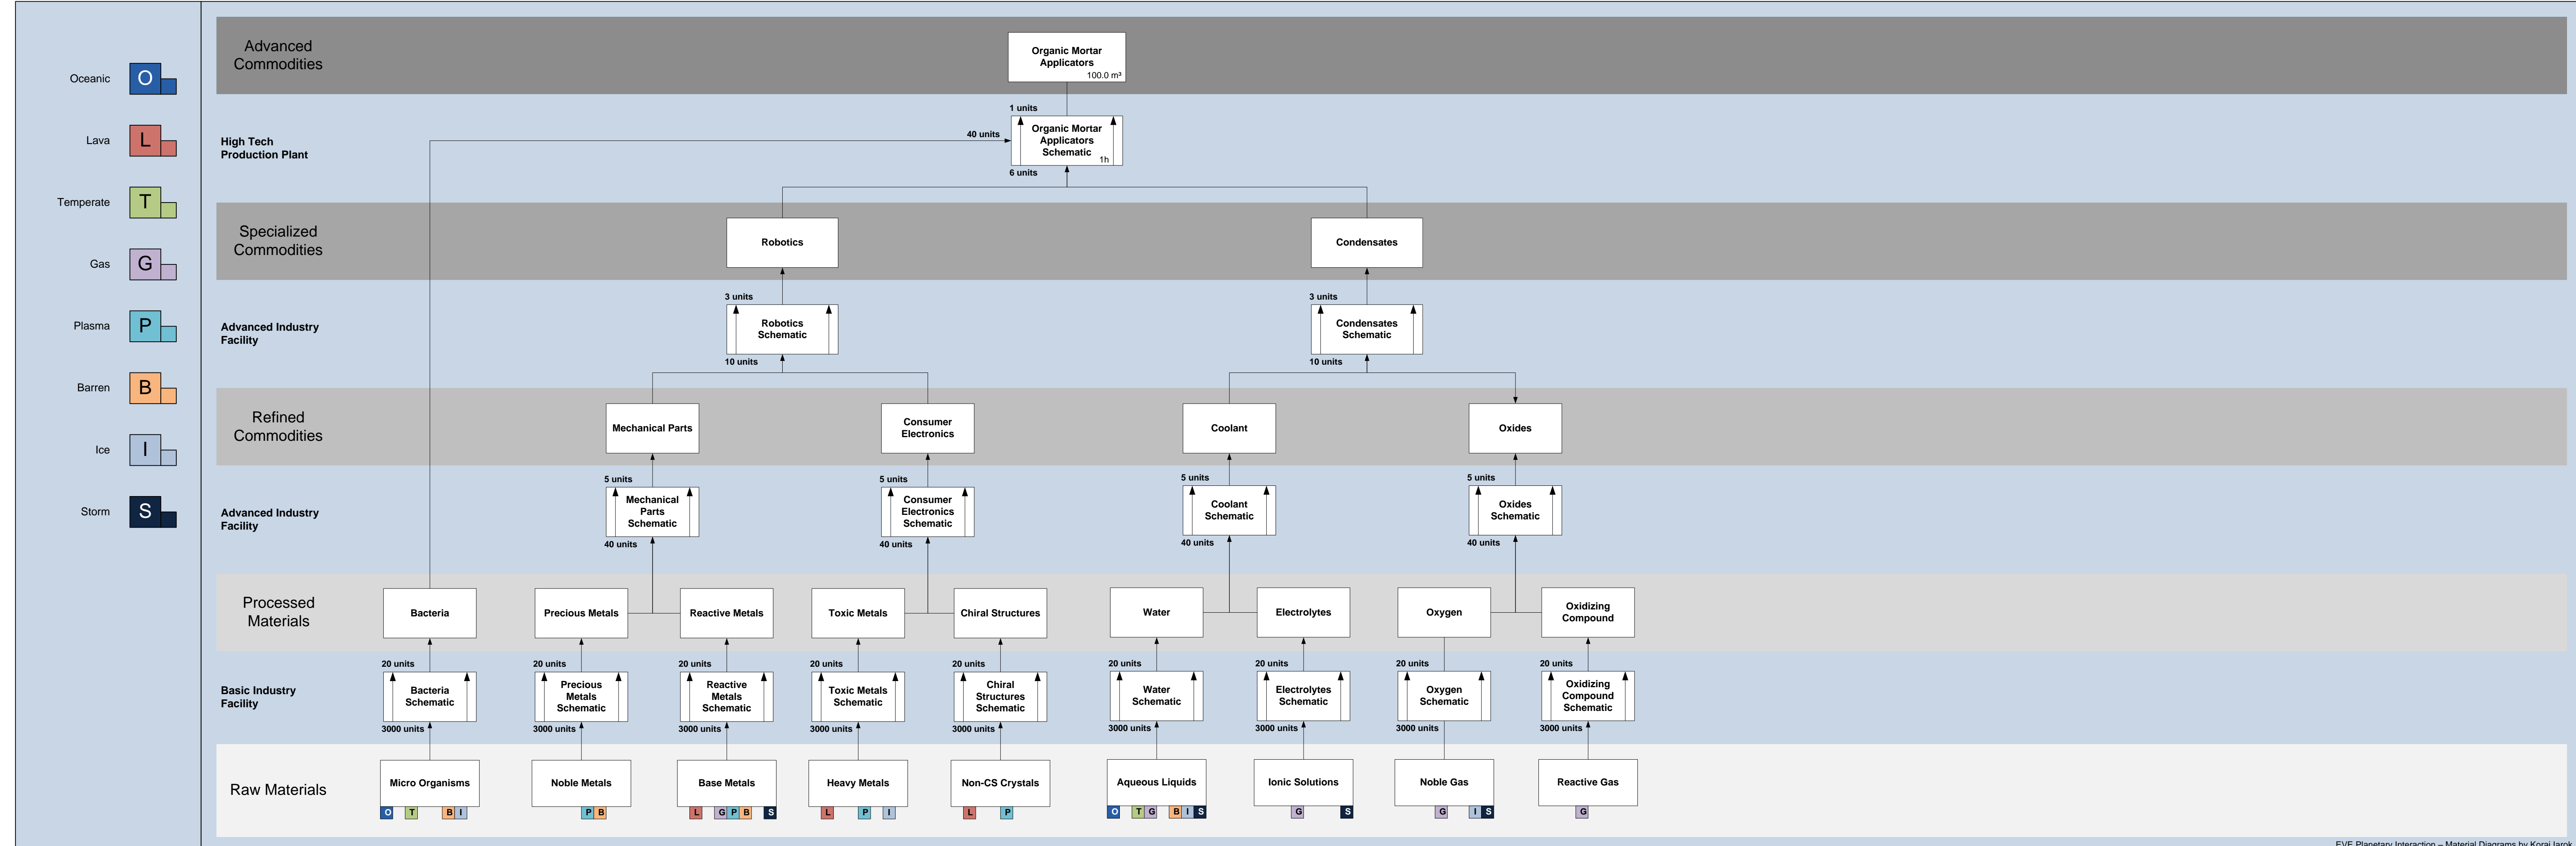 Oceanic
O
Lava
L
Temperate
T
Gas
G
Plasma
P
Barren
B
Ice
I
Storm
S
Advanced
Commodities
Organic Mortar
Applicators
100.0 m³
High Tech
Production Plant
1 units
40 units
Organic Mortar
Applicators
Schematic
1h
6 units
Specialized
Commodities
Robotics
Condensates
Advanced Industry
Facility
3 units
Robotics
Schematic
10 units
3 units
Condensates
Schematic
10 units
Refined
Commodities
Mechanical Parts
Consumer
Electronics
Coolant
Oxides
Advanced Industry
Facility
5 units
Mechanical
Parts
Schematic
40 units
5 units
Consumer
Electronics
Schematic
40 units
5 units
Coolant
Schematic
40 units
5 units
Oxides
Schematic
40 units
Processed
Materials
Bacteria
Precious Metals
Reactive Metals
Toxic Metals
Chiral Structures
Water
Electrolytes
Oxygen
Oxidizing
Compound
Basic Industry
Facility
20 units
Bacteria
Schematic
3000 units
20 units
Precious
Metals
Schematic
3000 units
20 units
Reactive
Metals
Schematic
3000 units
20 units
Toxic Metals
Schematic
3000 units
20 units
Chiral
Structures
Schematic
3000 units
20 units
Water
Schematic
3000 units
20 units
Electrolytes
Schematic
3000 units
20 units
Oxygen
Schematic
3000 units
20 units
Oxidizing
Compound
Schematic
3000 units
Raw Materials
Micro Organisms
O T B I
Noble Metals
P B
Base Metals
L G P B S
Heavy Metals
L P I
Non-CS Crystals
L P
Aqueous Liquids
O T G B I S
Ionic Solutions
G S
Noble Gas
G I S
Reactive Gas
G
EVE Planetary Interaction – Material Diagrams by Korai Iarok